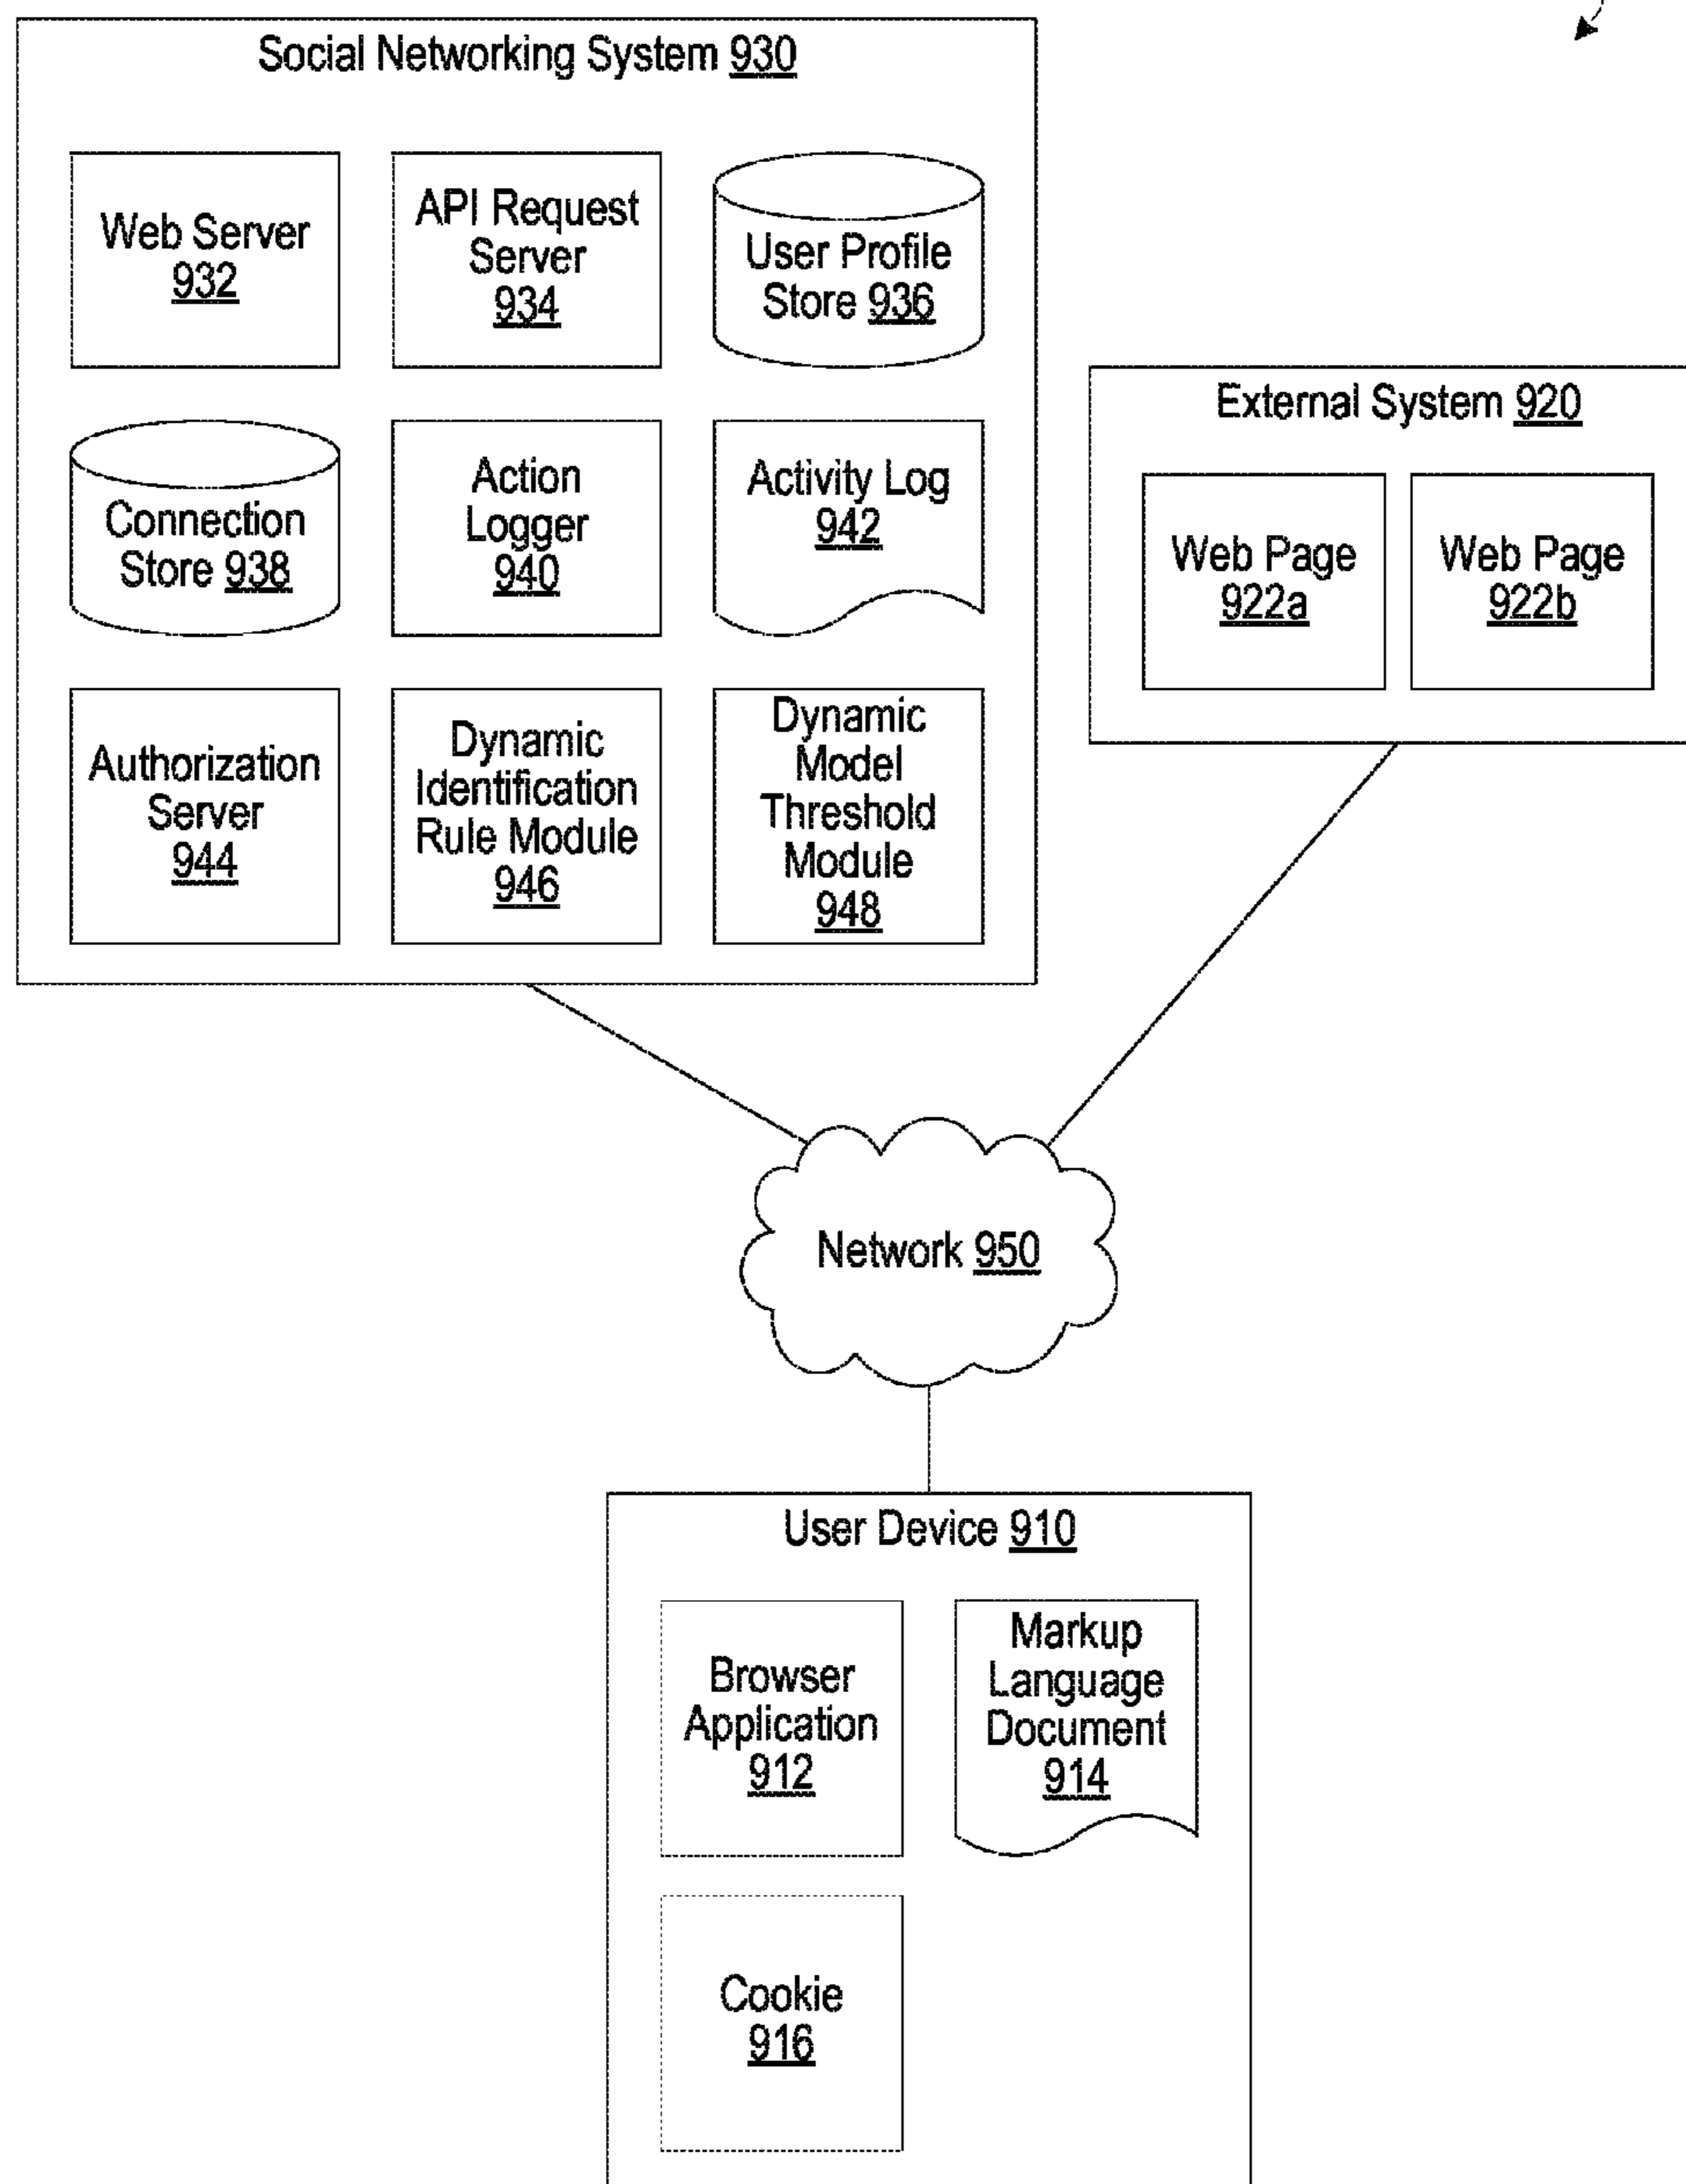 Social Networking System 930
Web Server
932
API Request
Server
934
User Profile
Store 936
Connection
Store 938
Action
Logger
940
Activity Log
942
Authorization
Server
944
Dynamic
Identification
Rule Module
946
Dynamic
Model
Threshold
Module
948
External System 920
Web Page
922a
Web Page
922b
Network 950
User Device 910
Browser
Application
912
Markup
Language
Document
914
Cookie
916